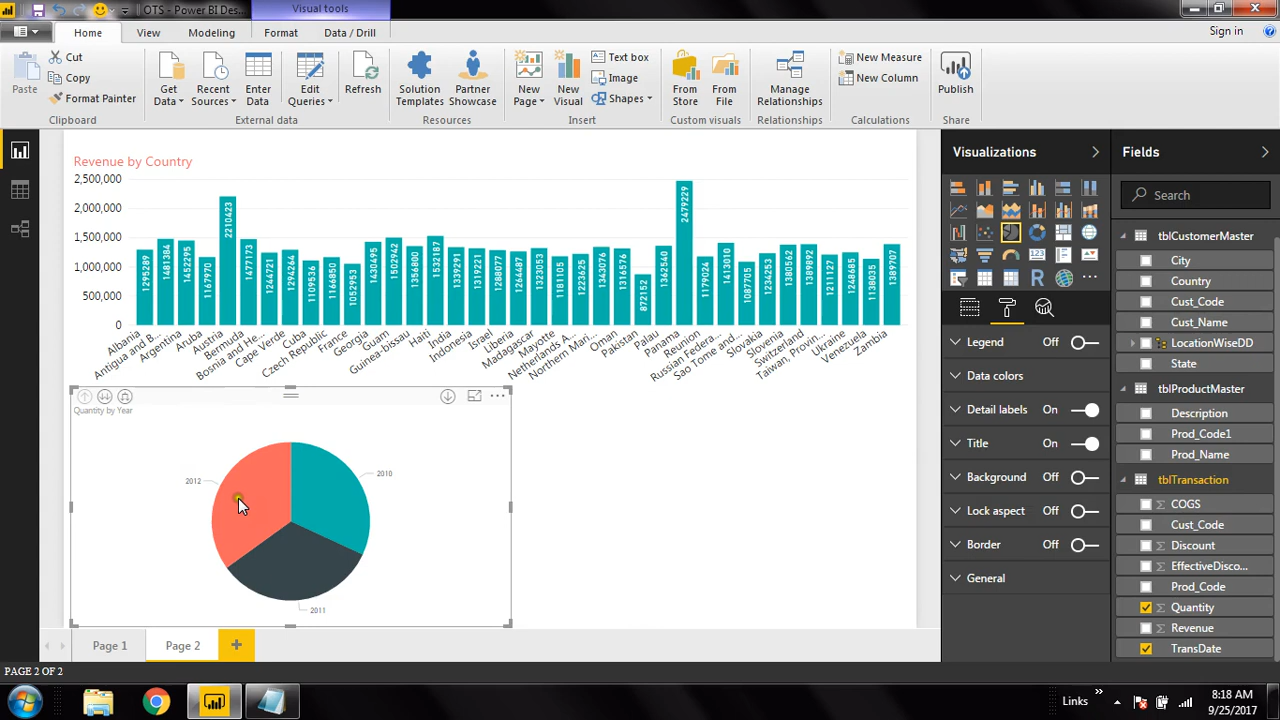 OTS - Power BI Des...
Visual tools
Home
View
Modeling
Format
Data / Drill
Sign in
Paste
Cut
Copy
Format Painter
Get Data
Recent Sources
Enter Data
Edit Queries
Refresh
Solution Templates
Partner Showcase
New Page
New Visual
Text box
Image
Shapes
From Store
From File
Manage Relationships
New Measure
New Column
Publish
Clipboard
External data
Resources
Insert
Custom visuals
Relationships
Calculations
Share
Revenue by Country
2,500,000
2,000,000
1,500,000
1,000,000
500,000
0
1295289
1481384
1452295
1167970
2210423
1477173
1244721
1294264
1109536
1166850
1052953
1430495
1502942
1356800
1532187
1339291
1319221
1288077
1264487
1323053
1181105
1223625
1343076
1316576
872152
1362540
2479229
1179024
1413010
1087705
1234253
1380562
1389892
1211127
1248685
1138035
1389707
Albania
Antigua and B...
Argentina
Aruba
Austria
Bermuda
Bosnia and He...
Cape Verde
Cuba
Czech Republic
France
Georgia
Guam
Guinea-bissau
Haiti
India
Indonesia
Israel
Liberia
Madagascar
Mayotte
Netherlands A...
Northern Mari...
Oman
Pakistan
Palau
Panama
Reunion
Russian Federa...
Sao Tome and...
Slovakia
Slovenia
Switzerland
Taiwan, Provin...
Ukraine
Venezuela
Zambia
Quantity by Year
2012
2010
2011
Page 1
Page 2
PAGE 2 OF 2
Visualizations
123
R
Legend Off
Data colors
Detail labels On
Title On
Background Off
Lock aspect Off
Border Off
General
Fields
Search
tblCustomerMaster
City
Country
Cust_Code
Cust_Name
LocationWiseDD
State
tblProductMaster
Description
Prod_Code1
Prod_Name
tblTransaction
COGS
Cust_Code
Discount
EffectiveDisco...
Prod_Code
Quantity
Revenue
TransDate
Links
8:18 AM
9/25/2017